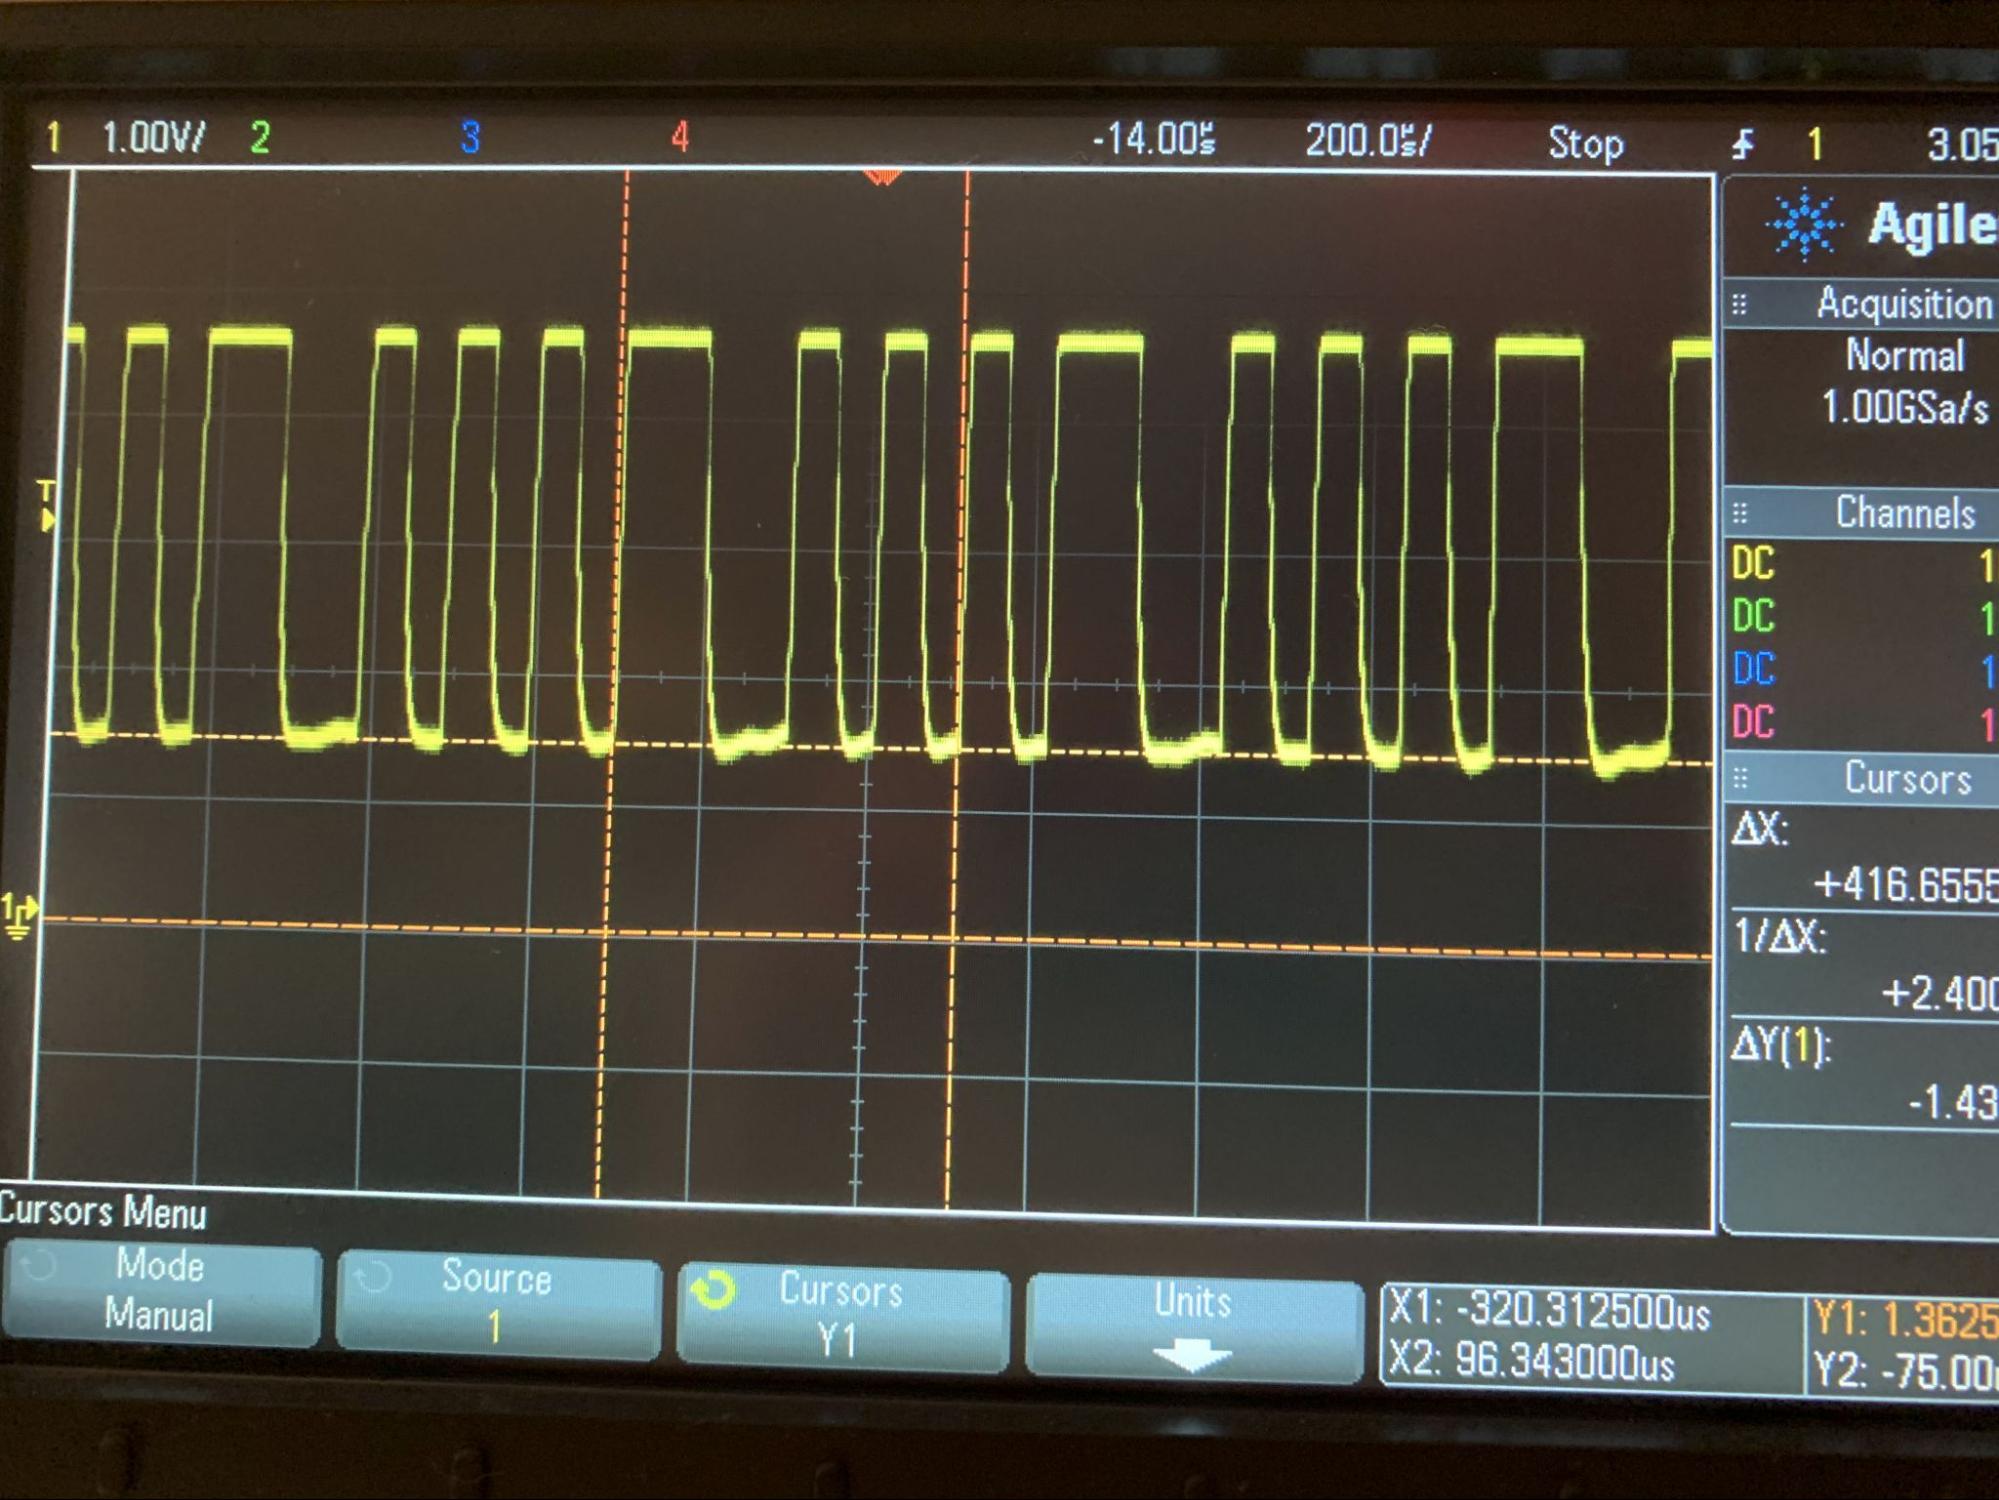 1 1.00V/ 2 3 4 -14.00µs 200.0µs/ Stop 1 3.05
Agile
Acquisition
Normal
1.00GSa/s
Channels
DC 1
DC 1
DC 1
DC 1
Cursors
ΔX:
+416.6555
1/ΔX:
+2.400
ΔY(1):
-1.43
T
1
Cursors Menu
Mode
Manual
Source
1
Cursors
Y1
Units
X1: -320.312500us
X2: 96.343000us
Y1: 1.3625
Y2: -75.00